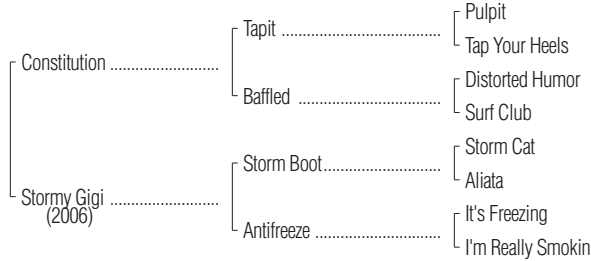 Pulpit
Tapit ............................................
Tap Your Heels
Constitution ..............................
Distorted Humor
Baffled ........................................
Surf Club
Storm Cat
Storm Boot.................................
Aliata
Stormy Gigi ..............................
(2006)
It's Freezing
Antifreeze ...................................
I'm Really Smokin